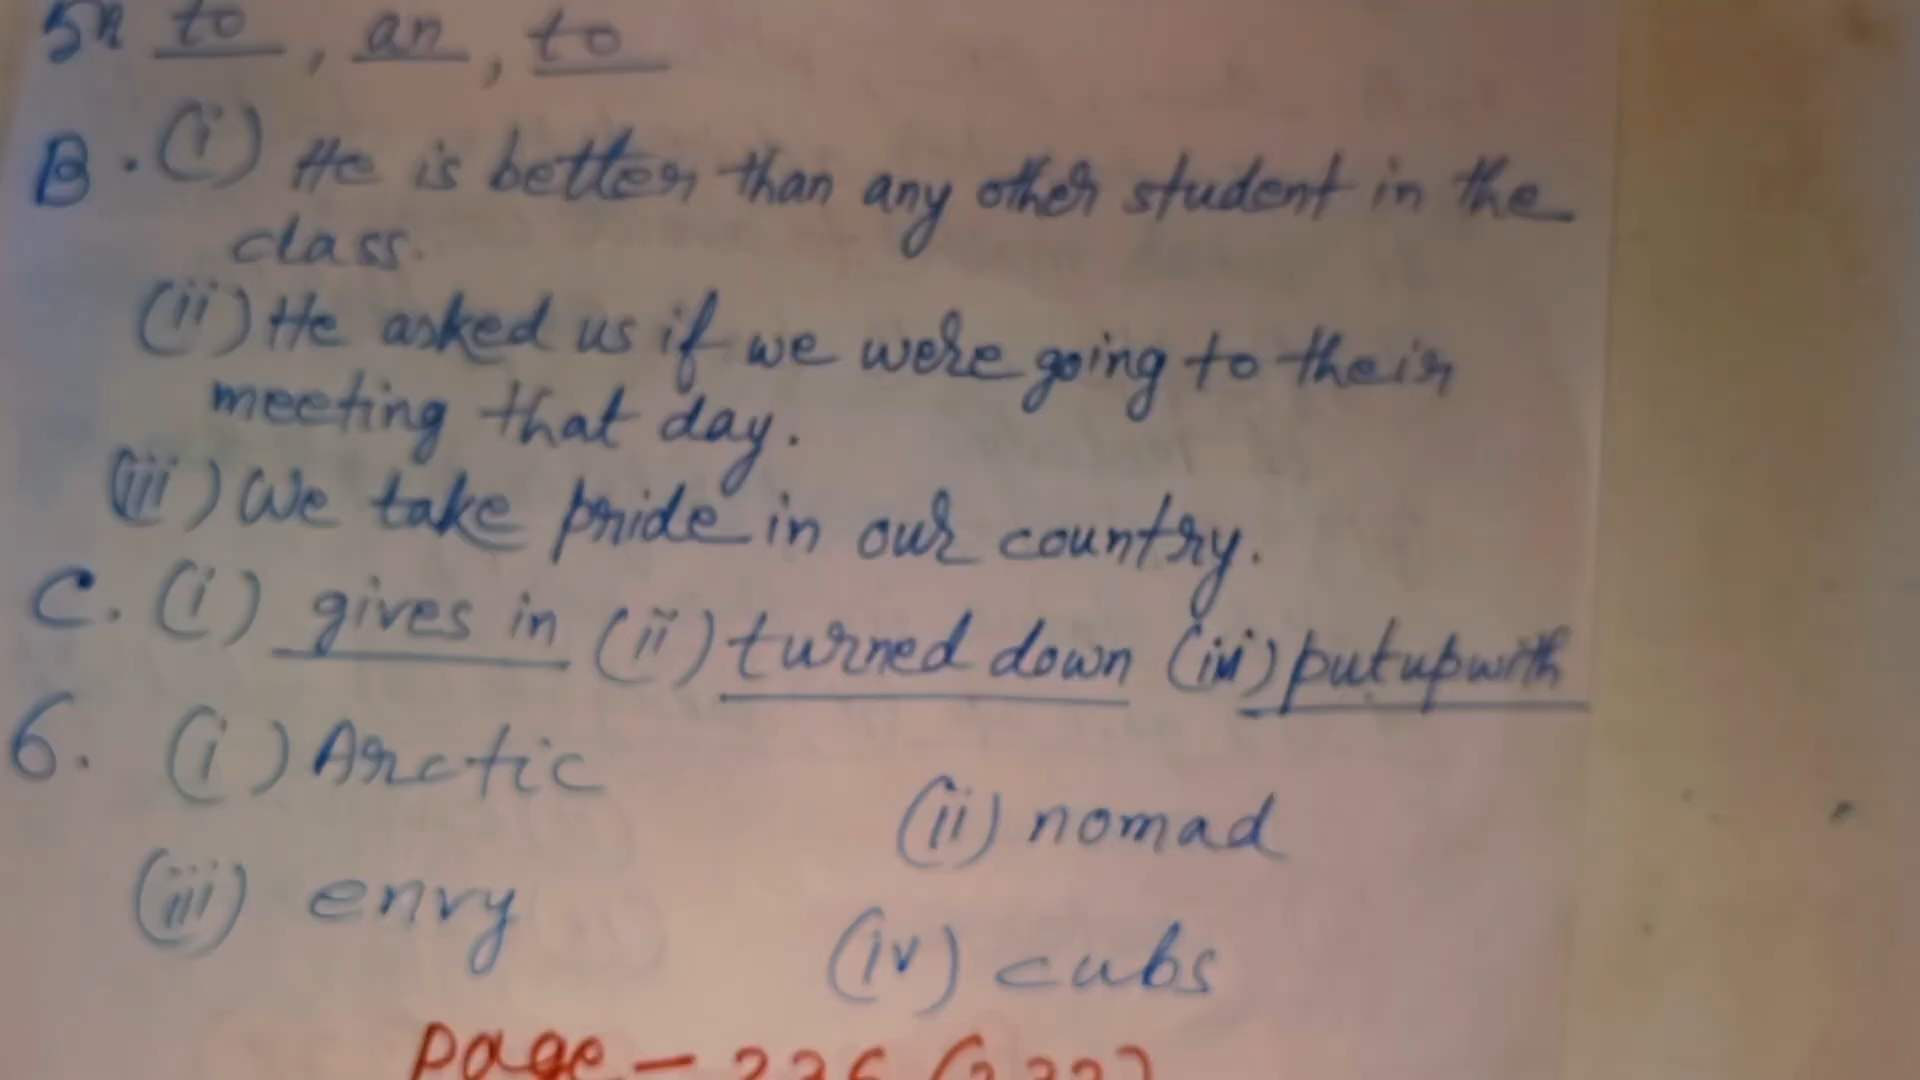 5A to, an, to
B. (i) He is better than any other student in the
class.
(ii) He asked us if we were going to their
meeting that day.
(iii) We take pride in our country.
C. (i) gives in (ii) turned down (iii) put up with
6. (i) Arctic
(ii) nomad
(iii) envy
(iv) cubs
page -